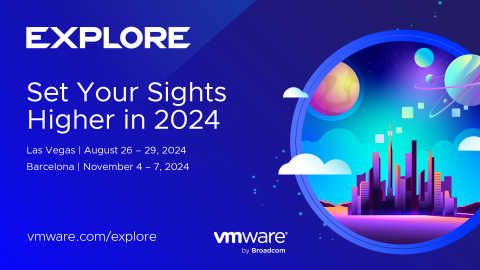 EXPLORE
Set Your Sights
Higher in 2024
Las Vegas | August 26 – 29, 2024
Barcelona | November 4 – 7, 2024
vmware.com/explore
vmware®
by Broadcom